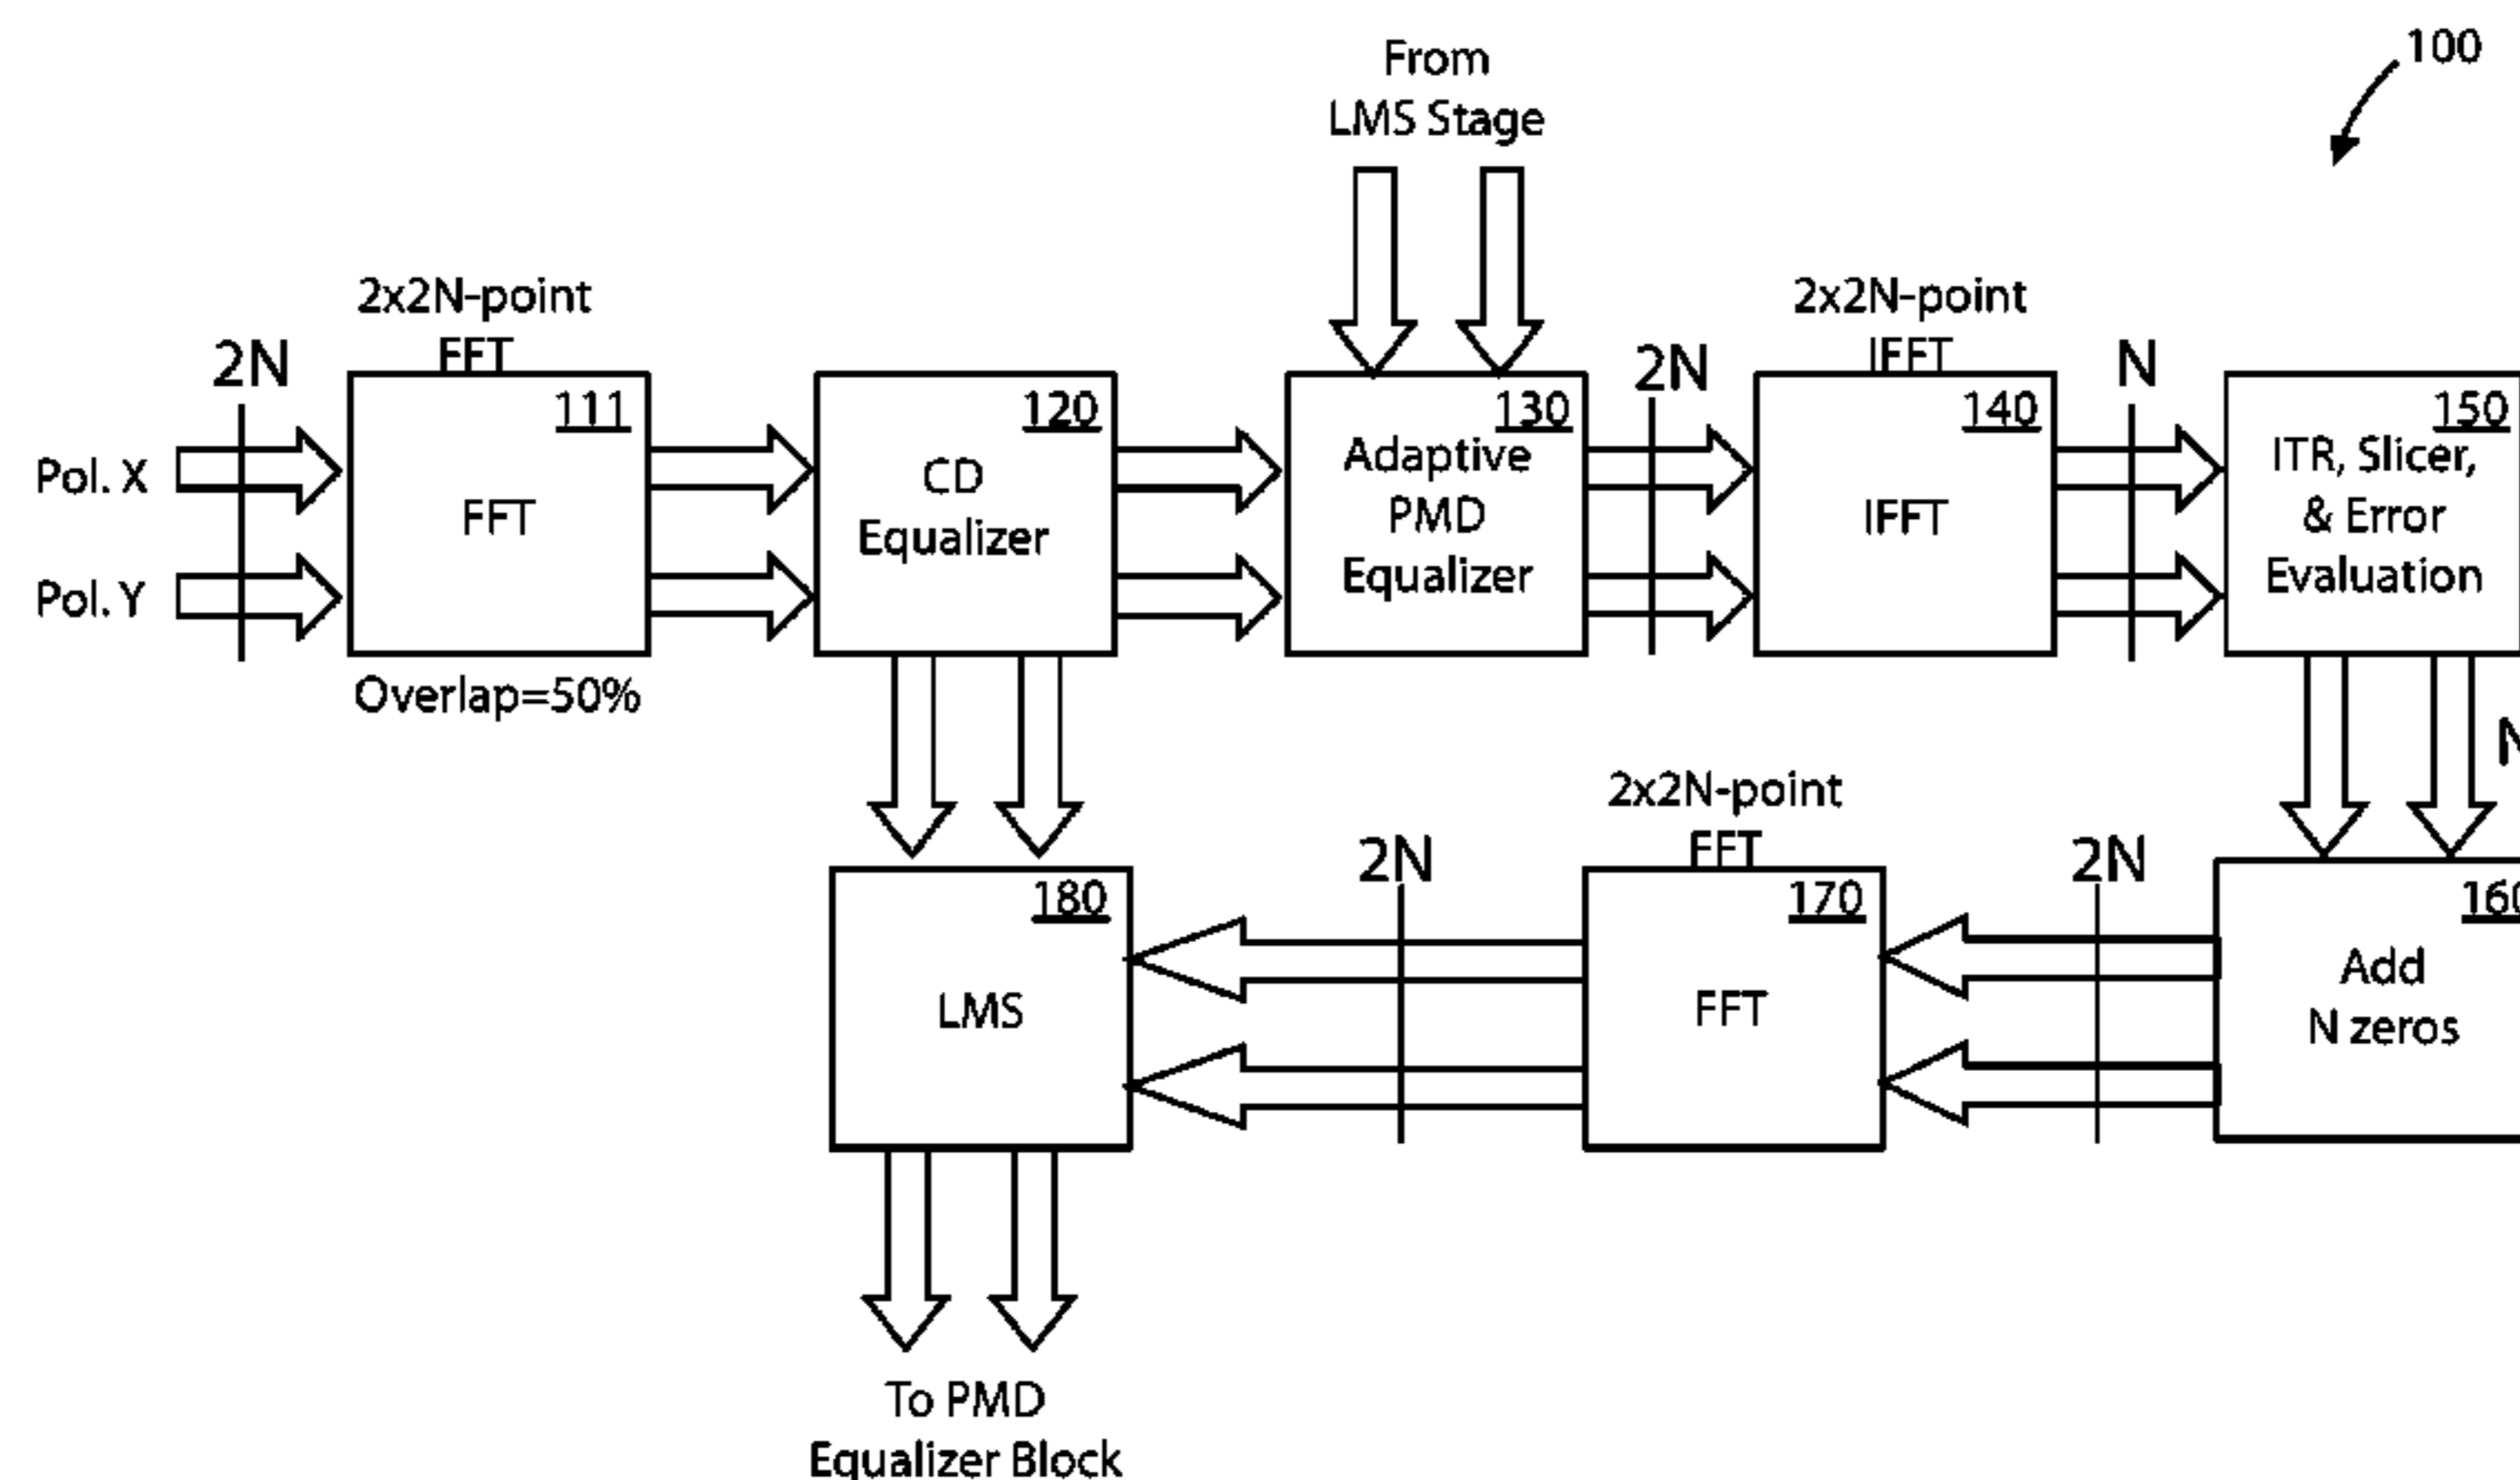 From
LMS Stage
100
2x2N-point
FFT
2N
111
FFT
Overlap=50%
Pol. X
Pol. Y
120
CD
Equalizer
130
Adaptive
PMD
Equalizer
2N
2x2N-point
IFFT
140
IFFT
N
150
ITR, Slicer,
& Error
Evaluation
N
160
Add
N zeros
2N
2x2N-point
FFT
170
FFT
2N
180
LMS
To PMD
Equalizer Block